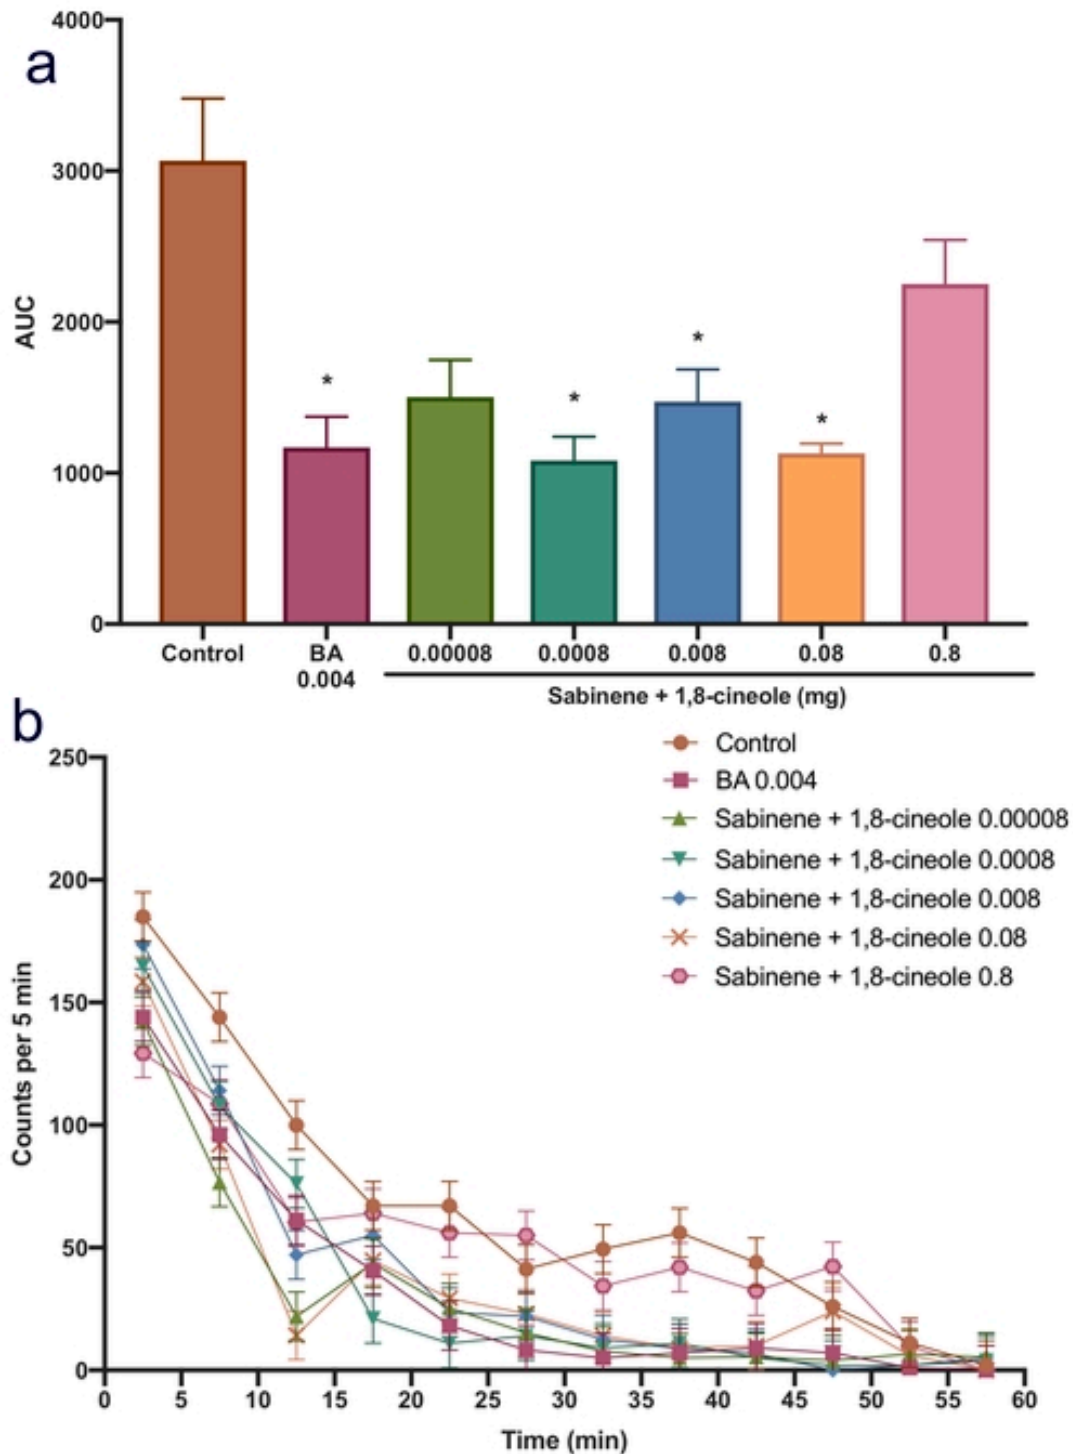 a
4000
3000
2000
1000
0
AUC
*
*
*
*
Control BA 0.00008 0.0008 0.008 0.08 0.8
0.004
Sabinene + 1,8-cineole (mg)
b
250
200
150
100
50
0
Counts per 5 min
Control
BA 0.004
Sabinene + 1,8-cineole 0.00008
Sabinene + 1,8-cineole 0.0008
Sabinene + 1,8-cineole 0.008
Sabinene + 1,8-cineole 0.08
Sabinene + 1,8-cineole 0.8
0 5 10 15 20 25 30 35 40 45 50 55 60
Time (min)